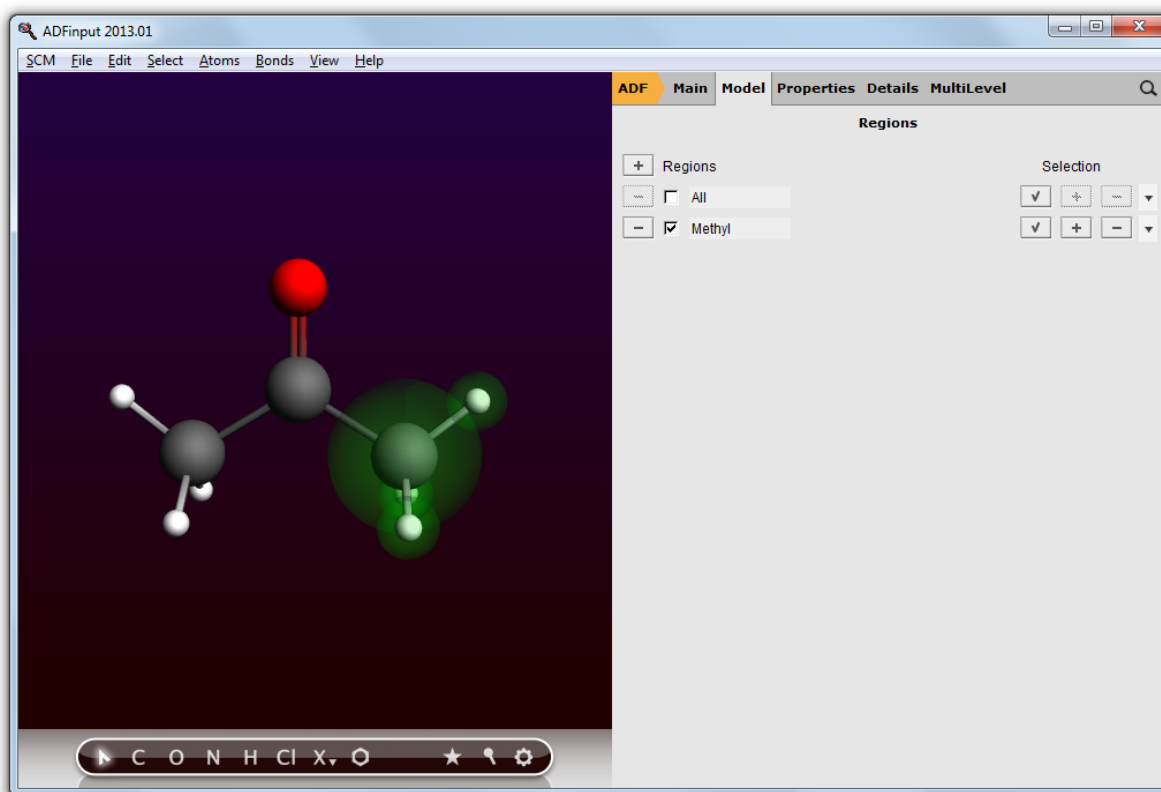 ADFinput 2013.01
SCM File Edit Select Atoms Bonds View Help
ADF Main Model Properties Details MultiLevel
Regions
Regions Selection
All
Methyl
C O N H Cl X